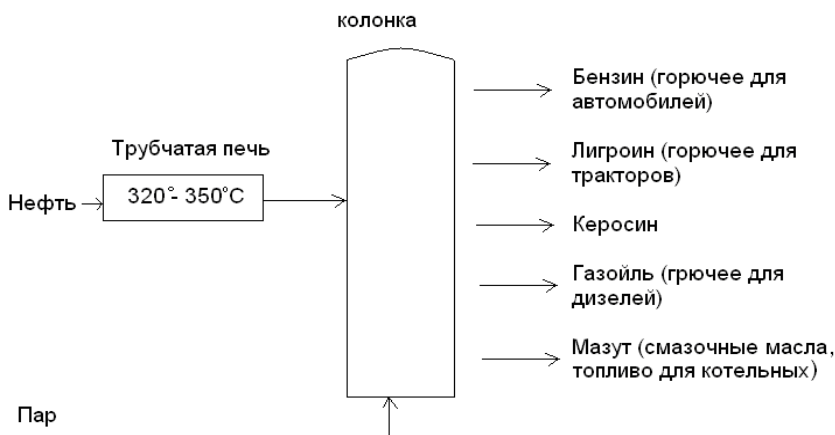 колонка
Бензин (горючее для
автомобилей)
Трубчатая печь
Лигроин (горючее для
тракторов)
320°- 350°С
Нефть
Керосин
Газойль (грючее для
дизелей)
Мазут (смазочные масла,
топливо для котельных)
Пар